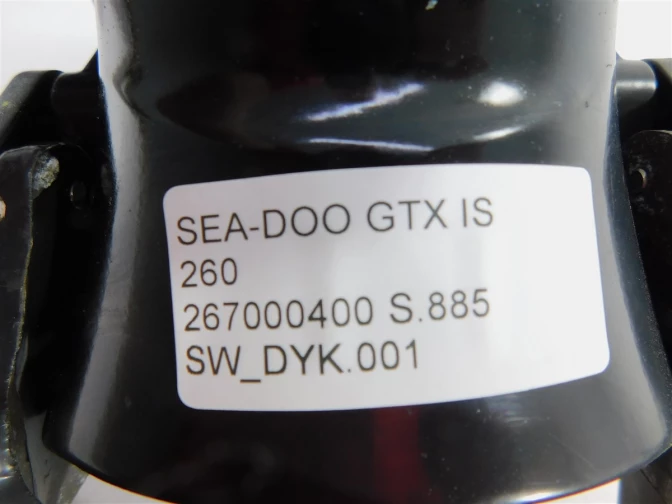 SEA-DOO GTX IS
260
267000400 S.885
SW_DYK.001